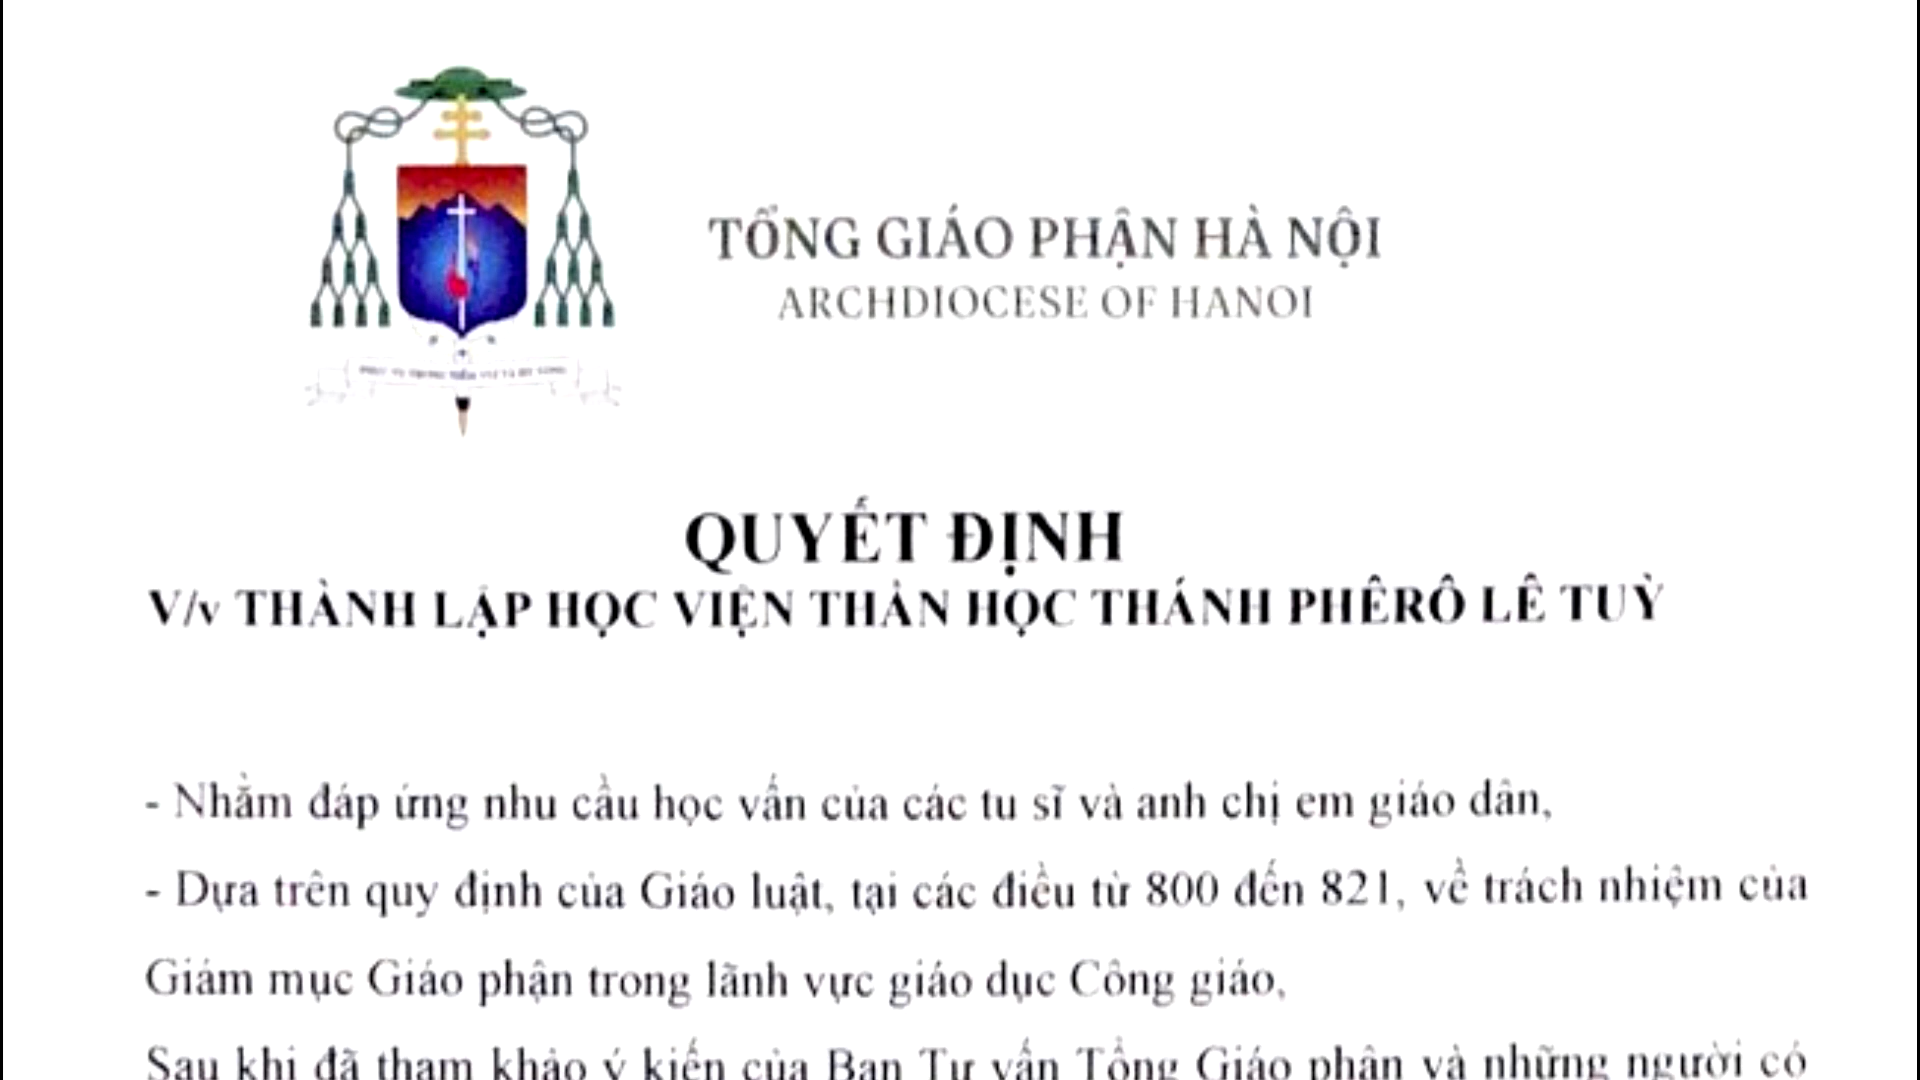 TỔNG GIÁO PHẬN HÀ NỘI
ARCHDIOCESE OF HANOI
QUYẾT ĐỊNH
V/v THÀNH LẬP HỌC VIỆN THẦN HỌC THÁNH PHÊRÔ LÊ TUỲ
- Nhằm đáp ứng nhu cầu học vấn của các tu sĩ và anh chị em giáo dân,
- Dựa trên quy định của Giáo luật, tại các điều từ 800 đến 821, về trách nhiệm của
Giám mục Giáo phận trong lãnh vực giáo dục Công giáo,
Sau khi đã tham khảo ý kiến của Ban Tư vấn Tổng Giáo phận và những người có